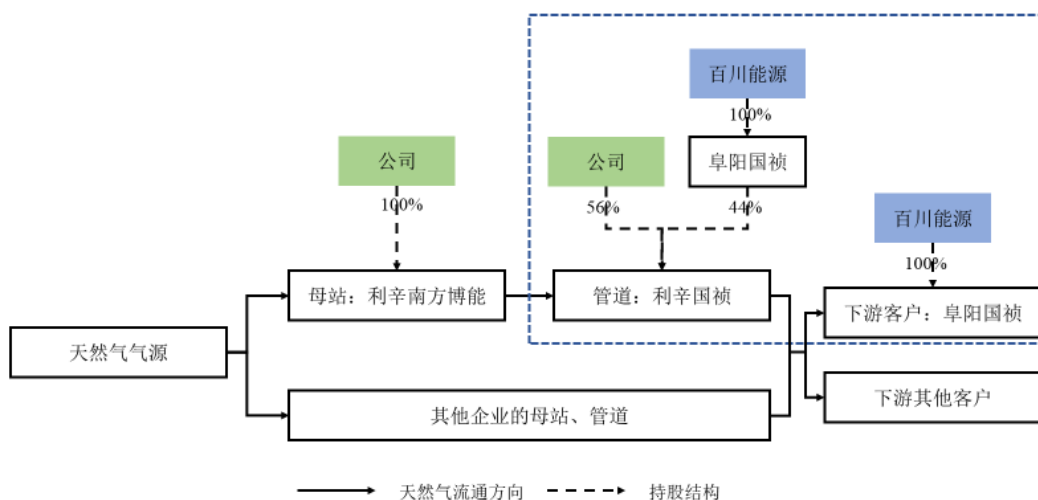 百川能源
100%
公司
公司
阜阳国祯
100%
56%
44%
百川能源
100%
母站：利辛南方博能
管道：利辛国祯
下游客户：阜阳国祯
天然气气源
其他企业的母站、管道
下游其他客户
天然气流通方向
持股结构